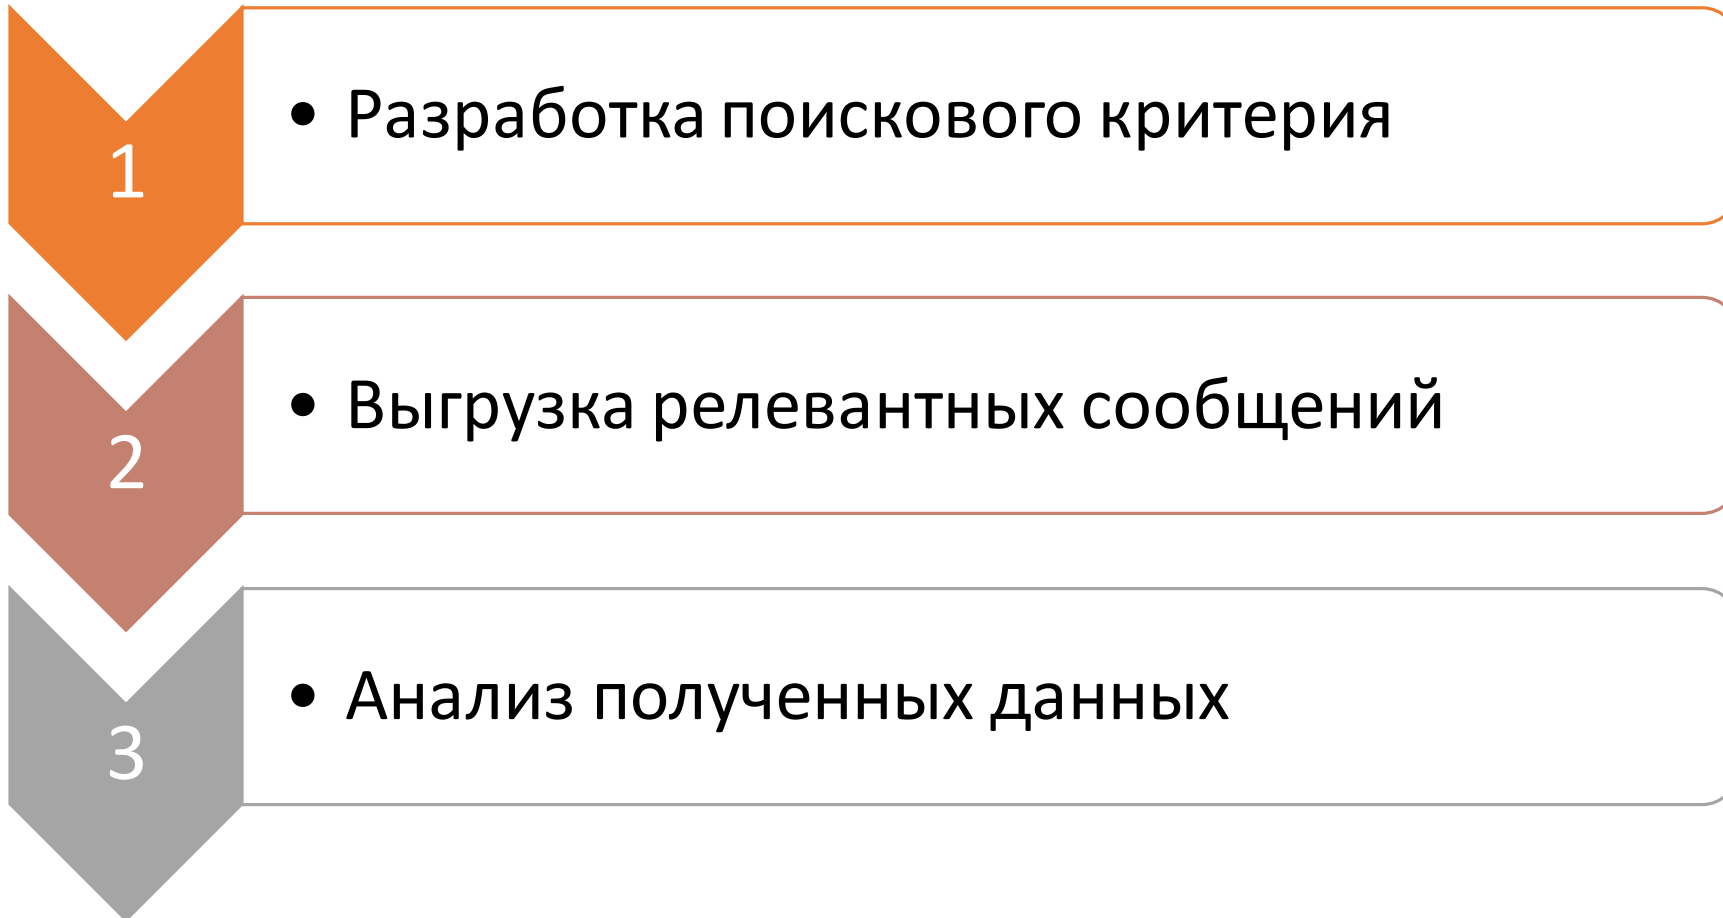 1
• Разработка поискового критерия
2
• Выгрузка релевантных сообщений
3
• Анализ полученных данных